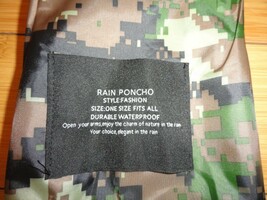 RAIN PONCHO
STYLE:FASHION
SIZE:ONE SIZE FITS ALL
DURABLE WATERPROOF
Open your arms,enjoy the charm of nature in the rain
Your choice,elegant in the rain